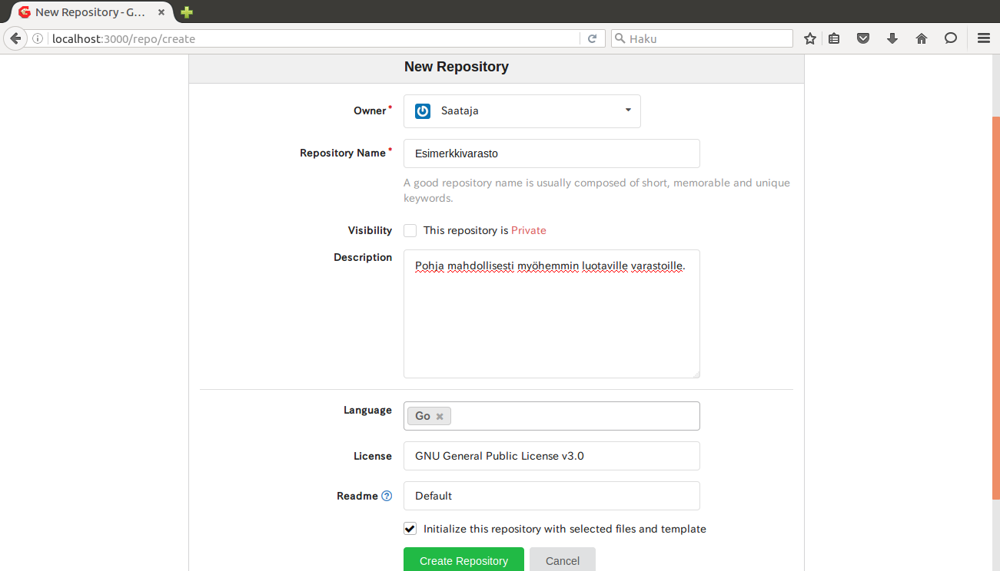 New Repository - G...
localhost:3000/repo/create
Haku
New Repository
Owner *
Saataja
Repository Name *
Esimerkkivarasto
A good repository name is usually composed of short, memorable and unique
keywords.
Visibility
This repository is Private
Description
Pohja mahdollisesti myöhemmin luotaville varastoille.
Language
Go
License
GNU General Public License v3.0
Readme
Default
Initialize this repository with selected files and template
Create Repository
Cancel